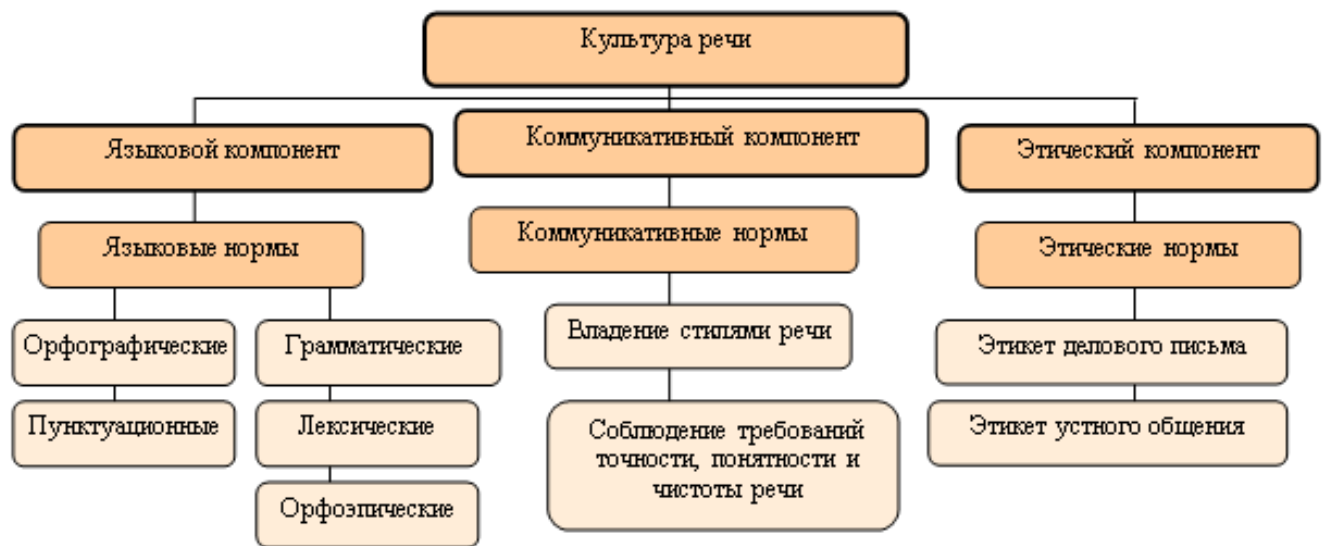 Культура речи
Языковой компонент
Коммуникативный компонент
Этический компонент
Языковые нормы
Коммуникативные нормы
Этические нормы
Орфографические
Грамматические
Владение стилями речи
Этикет делового письма
Пунктуационные
Лексические
Соблюдение требований
точности, понятности и
чистоты речи
Этикет устного общения
Орфоэпические